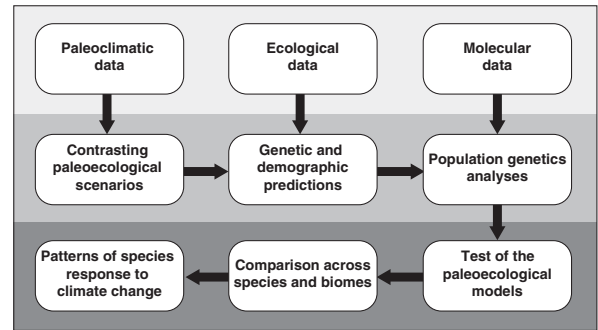 Paleoclimatic
data
Ecological
data
Molecular
data
Contrasting
paleoecological
scenarios
Genetic and
demographic
predictions
Population genetics
analyses
Patterns of species
response to
climate change
Comparison across
species and biomes
Test of the
paleoecological
models